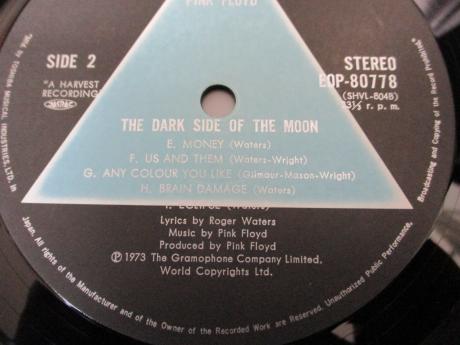 PINK FLOYD
SIDE 2
STEREO
"A HARVEST
RECORDING"
EOP-80778
(SHVL-804B)
33⅓ r. p. m.
THE DARK SIDE OF THE MOON
E. MONEY (Waters)
F. US AND THEM (Waters-Wright)
G. ANY COLOUR YOU LIKE (Gilmour-Mason-Wright)
H. BRAIN DAMAGE (Waters)
I. ECLIPSE (Waters)
Lyrics by Roger Waters
Music by Pink Floyd
Produced by Pink Floyd
Ⓟ 1973 The Gramophone Company Limited.
World Copyrights Ltd.
Mfd. by TOSHIBA MUSICAL INDUSTRIES, LTD. in Japan. All rights of the Manufacturer and of the Owner of the Recorded Work are Reserved. Unauthorized Public Performance, Broadcasting and Copying of the Record Prohibited.